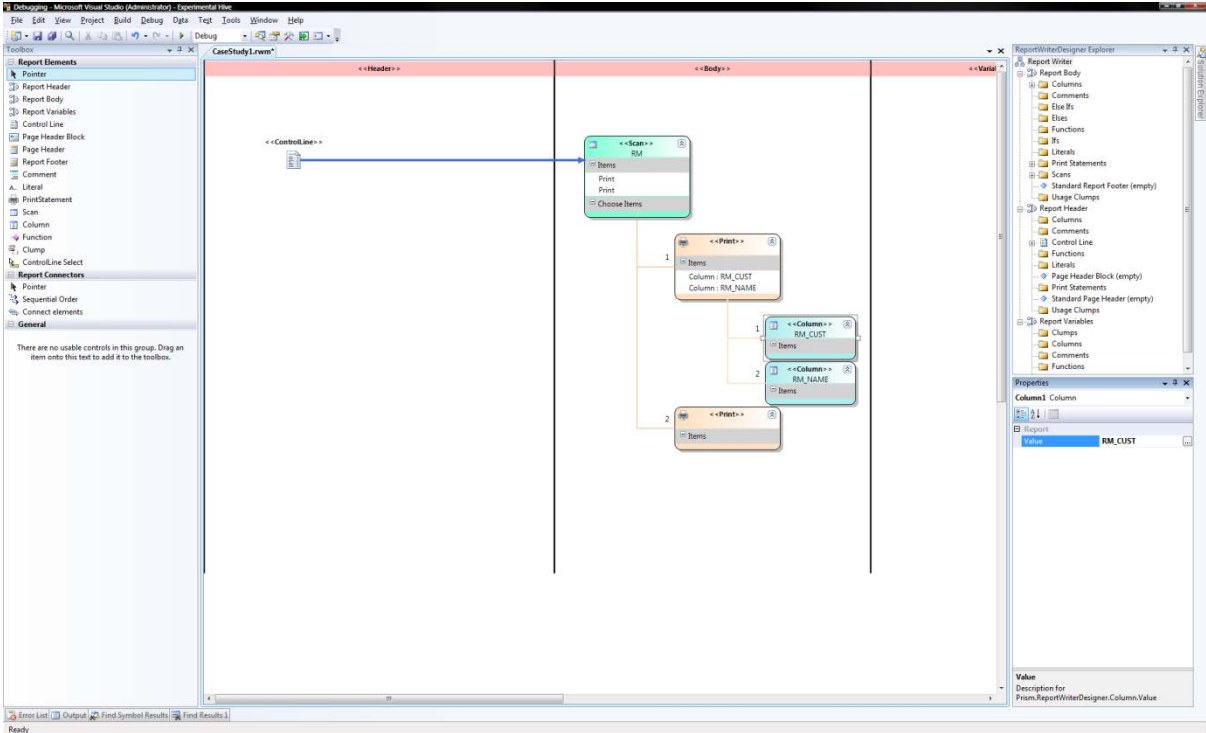 Debugging - Microsoft Visual Studio (Administrator) - Experimental Hive
File Edit View Project Build Debug Data Test Tools Window Help
Debug
Toolbox
Report Elements
Pointer
Report Header
Report Body
Report Variables
Control Line
Page Header Block
Page Header
Report Footer
Comment
Literal
PrintStatement
Scan
Column
Function
Clump
ControlLine Select
Report Connectors
Pointer
Sequential Order
Connect elements
General
There are no usable controls in this group. Drag an
item onto this text to add it to the toolbox.
CaseStudy1.rwm*
<<Header>> <<Body>> <<Varial
<<ControlLine>>
<<Scan>>
RM
Items
Print
Print
Choose Items
1
<<Print>>
Items
Column : RM_CUST
Column : RM_NAME
1
<<Column>>
RM_CUST
Items
2
<<Column>>
RM_NAME
Items
2
<<Print>>
Items
ReportWriterDesigner Explorer
Report Writer
Report Body
Columns
Comments
Else Ifs
Elses
Functions
Ifs
Literals
Print Statements
Scans
Standard Report Footer (empty)
Usage Clumps
Report Header
Columns
Comments
Control Line
Functions
Literals
Page Header Block (empty)
Print Statements
Standard Page Header (empty)
Usage Clumps
Report Variables
Clumps
Columns
Comments
Functions
Solution Explorer
Properties
Column1 Column
Report
Value RM_CUST ...
Value
Description for
Prism.ReportWriterDesigner.Column.Value
Error List Output Find Symbol Results Find Results 1
Ready